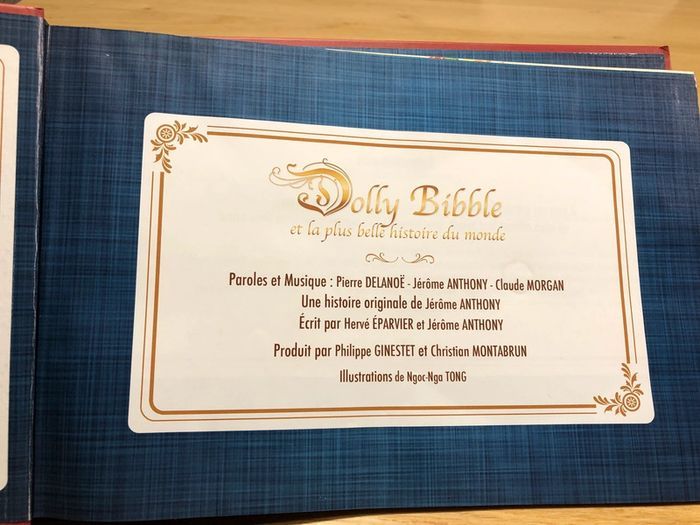 Dolly Bibble
et la plus belle histoire du monde
Paroles et Musique : Pierre DELANOË - Jérôme ANTHONY - Claude MORGAN
Une histoire originale de Jérôme ANTHONY
Écrit par Hervé ÉPARVIER et Jérôme ANTHONY
Produit par Philippe GINESTET et Christian MONTABRUN
Illustrations de Ngoc-Nga TONG